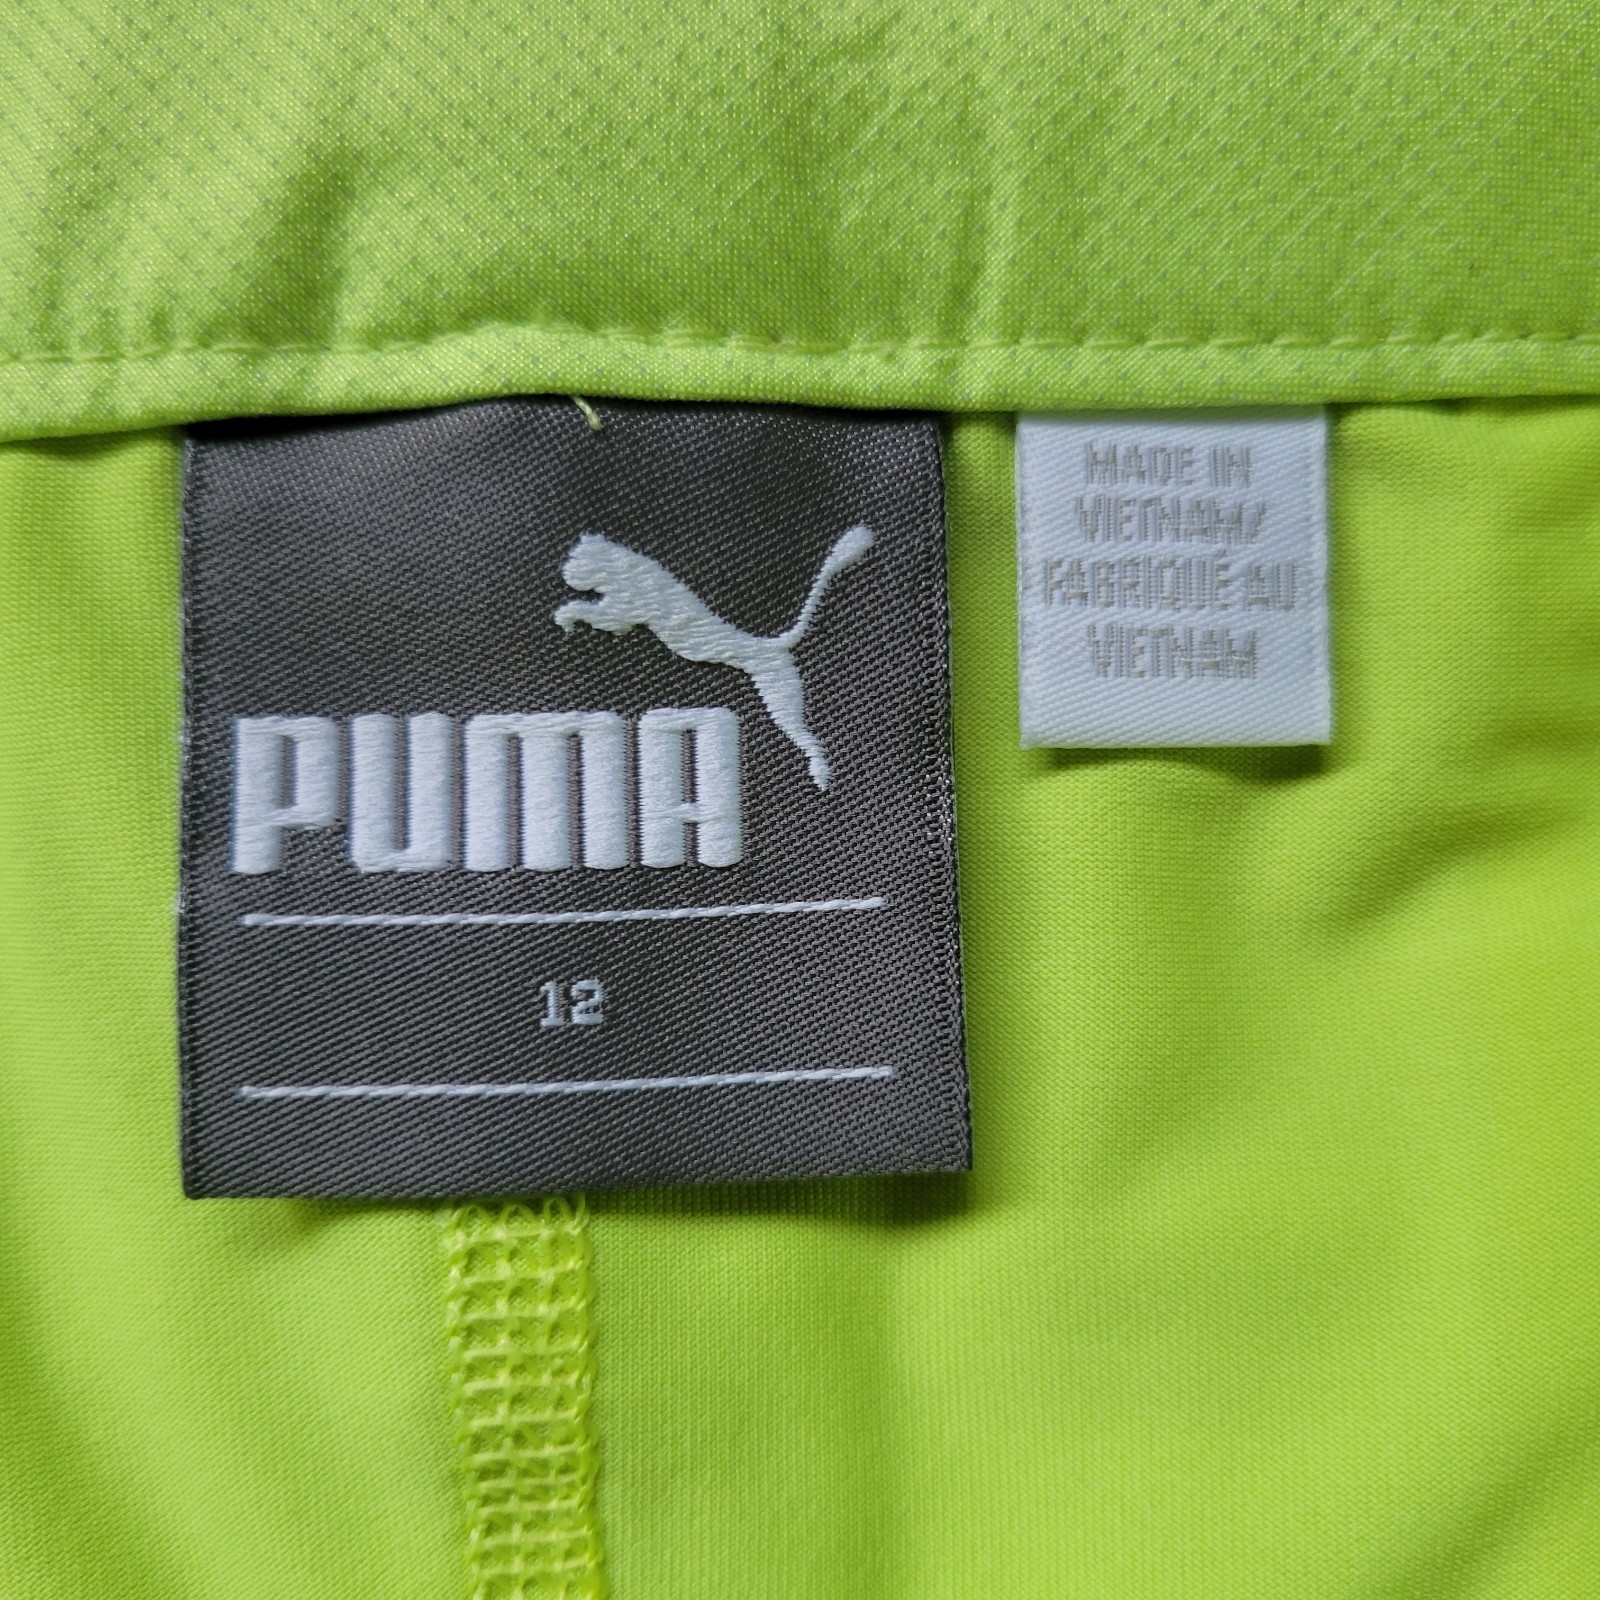 PUMA
12
MADE IN
VIETNAM/
FABRIQUÉ AU
VIETNAM